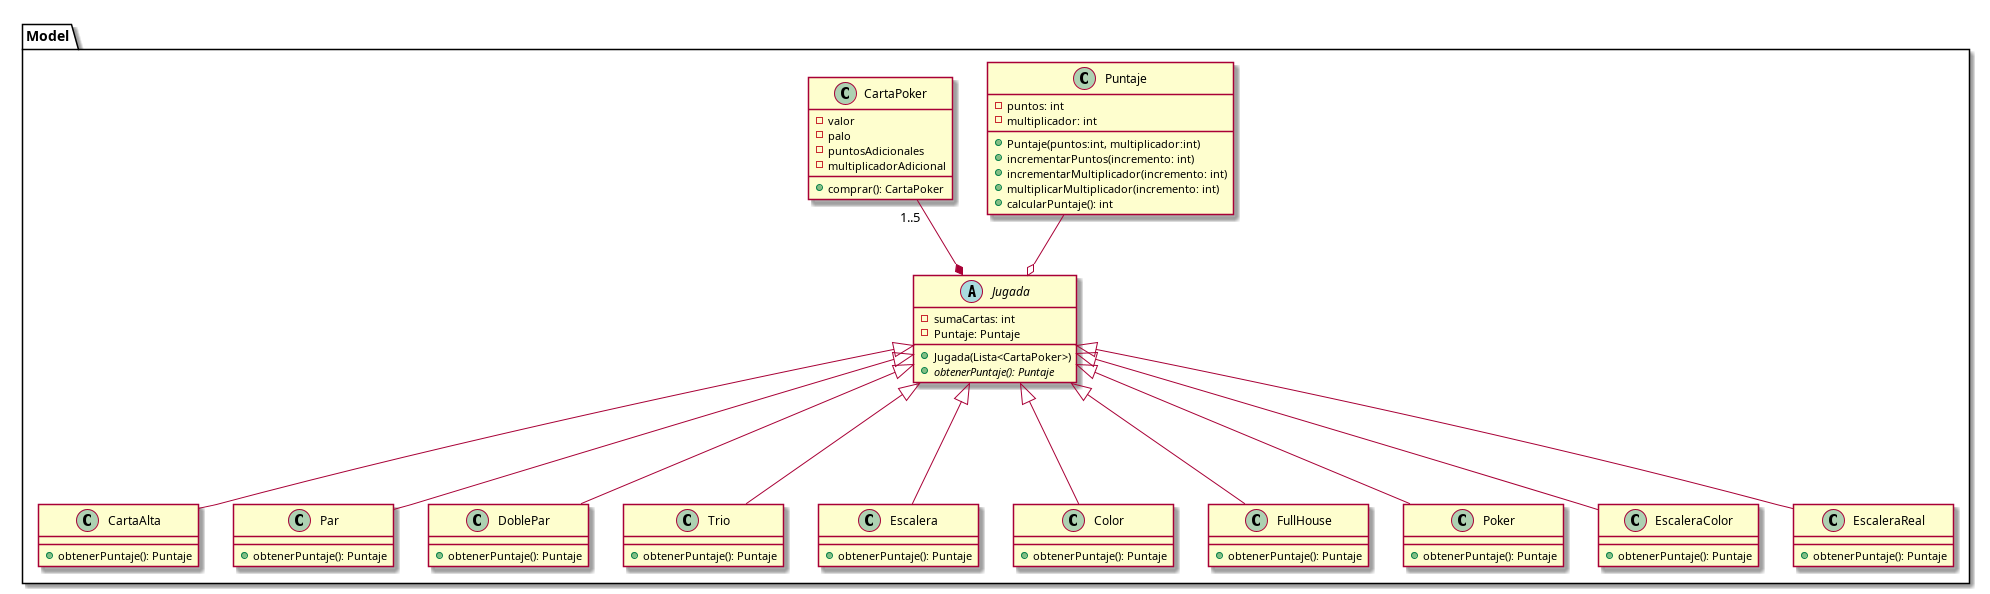 Model
C CartaPoker
valor
palo
puntosAdicionales
multiplicadorAdicional
comprar(): CartaPoker
C Puntaje
puntos: int
multiplicador: int
Puntaje(puntos:int, multiplicador:int)
incrementarPuntos(incremento: int)
incrementarMultiplicador(incremento: int)
multiplicarMultiplicador(incremento: int)
calcularPuntaje(): int
1..5
A Jugada
sumaCartas: int
Puntaje: Puntaje
Jugada(Lista<CartaPoker>)
obtenerPuntaje(): Puntaje
C CartaAlta
obtenerPuntaje(): Puntaje
C Par
obtenerPuntaje(): Puntaje
C DoblePar
obtenerPuntaje(): Puntaje
C Trio
obtenerPuntaje(): Puntaje
C Escalera
obtenerPuntaje(): Puntaje
C Color
obtenerPuntaje(): Puntaje
C FullHouse
obtenerPuntaje(): Puntaje
C Poker
obtenerPuntaje(): Puntaje
C EscaleraColor
obtenerPuntaje(): Puntaje
C EscaleraReal
obtenerPuntaje(): Puntaje